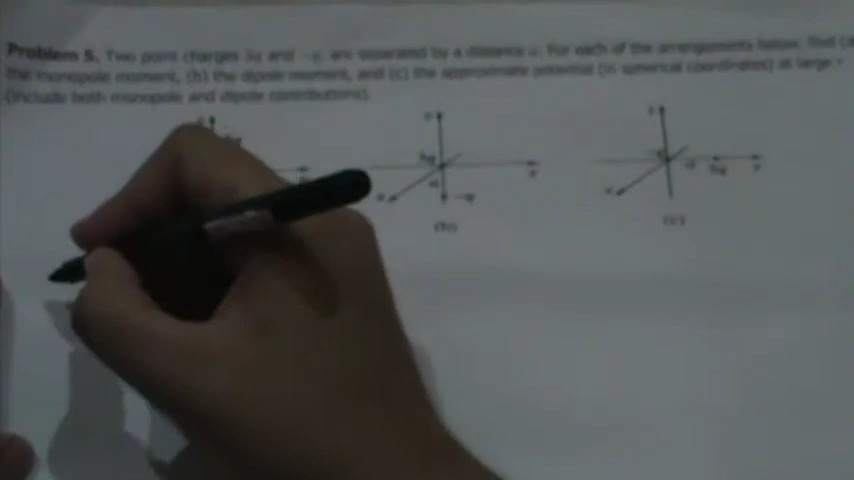 Problem 5. Two point charges 3q and -q, are separated by a distance a. For each of the arrangements below, find (a)
the monopole moment, (b) the dipole moment, and (c) the approximate potential (in spherical coordinates) at large r
(include both monopole and dipole contributions).
z z
3q
y y
x a -q x a 3q
(b) (c)